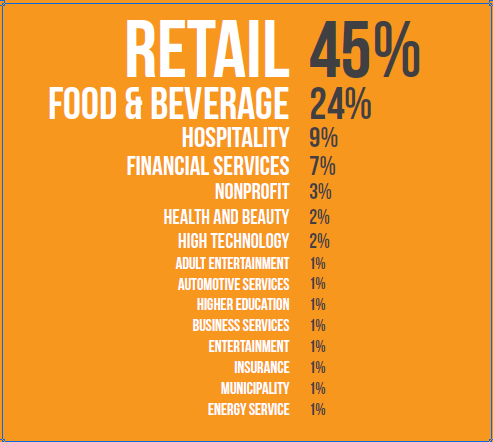 RETAIL 45%
FOOD & BEVERAGE 24%
HOSPITALITY 9%
FINANCIAL SERVICES 7%
NONPROFIT 3%
HEALTH AND BEAUTY 2%
HIGH TECHNOLOGY 2%
ADULT ENTERTAINMENT 1%
AUTOMOTIVE SERVICES 1%
HIGHER EDUCATION 1%
BUSINESS SERVICES 1%
ENTERTAINMENT 1%
INSURANCE 1%
MUNICIPALITY 1%
ENERGY SERVICE 1%